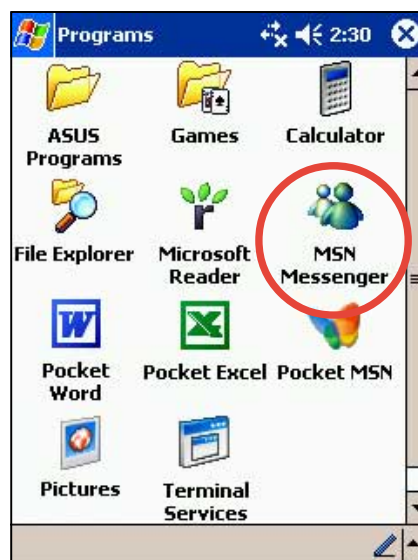 Programs 2:30
ASUS
Programs
Games
Calculator
File Explorer
Microsoft
Reader
MSN
Messenger
Pocket
Word
Pocket Excel
Pocket MSN
Pictures
Terminal
Services